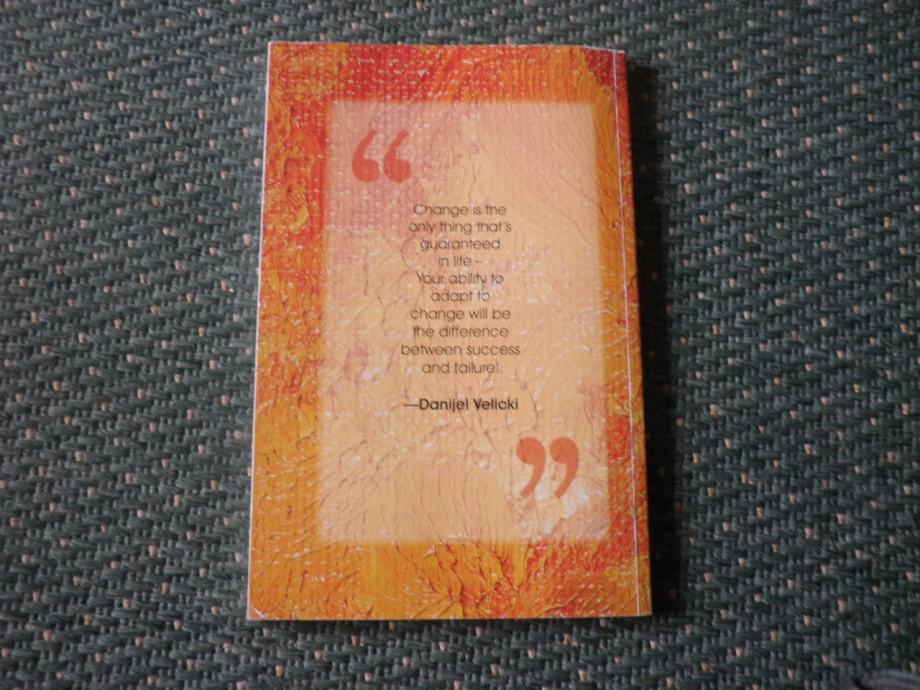 “
Change is the
only thing that's
guaranteed
in life –
Your ability to
adapt to
change will be
the difference
between success
and failure!
—Danijel Velicki
”